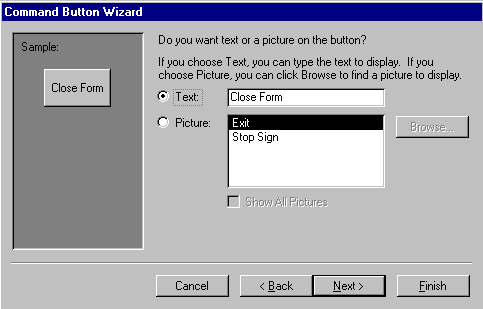 Command Button Wizard
Sample:
Close Form
Do you want text or a picture on the button?
If you choose Text, you can type the text to display. If you
choose Picture, you can click Browse to find a picture to display.
Text: Close Form
Picture: Exit
Stop Sign
Browse...
Show All Pictures
Cancel < Back Next > Finish